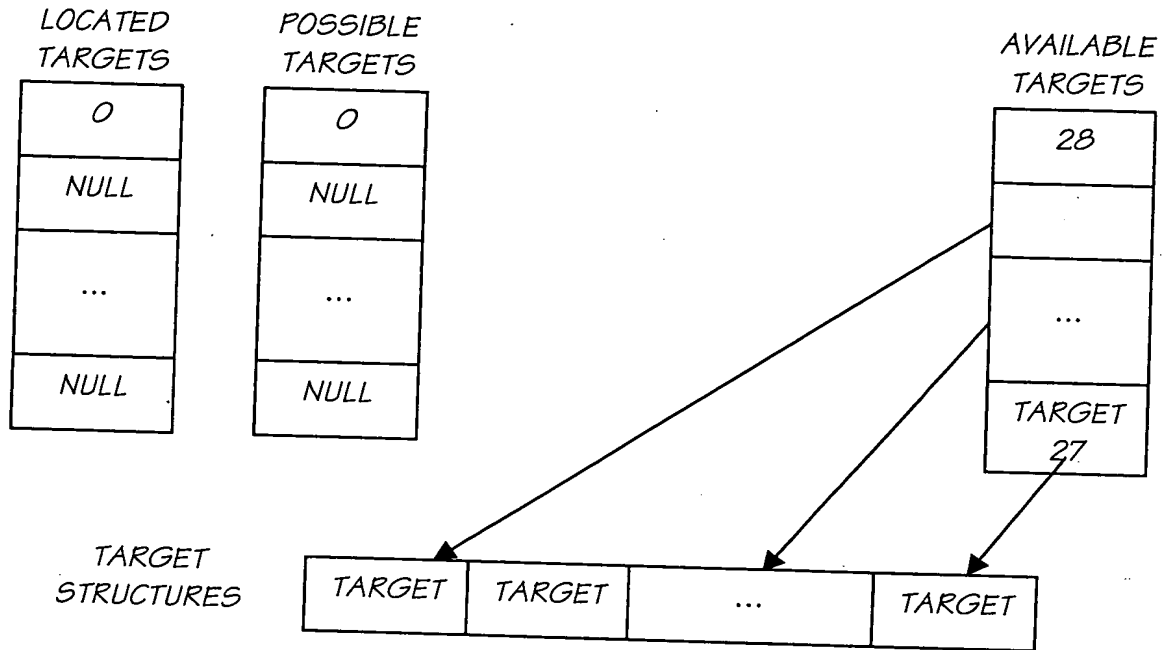 LOCATED
TARGETS
0
NULL
...
NULL
POSSIBLE
TARGETS
0
NULL
...
NULL
AVAILABLE
TARGETS
28
...
TARGET
27
TARGET
STRUCTURES
TARGET
TARGET
...
TARGET